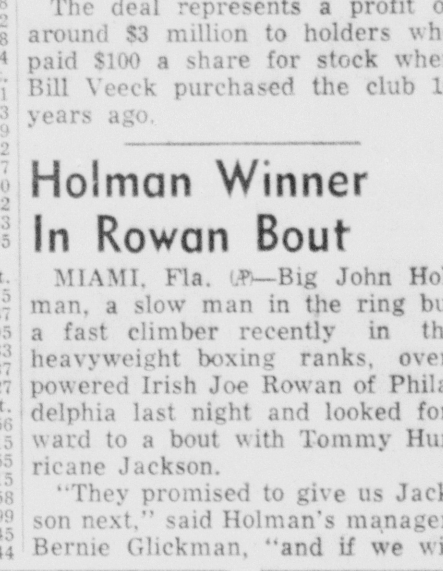 The deal represents a profit o
around $3 million to holders wh
paid $100 a share for stock whe
Bill Veeck purchased the club 1
years ago.
Holman Winner
In Rowan Bout
MIAMI, Fla. (AP)—Big John Hol
man, a slow man in the ring bu
a fast climber recently in th
heavyweight boxing ranks, over
powered Irish Joe Rowan of Phila
delphia last night and looked for
ward to a bout with Tommy Hur
ricane Jackson.
"They promised to give us Jack
son next," said Holman's manager
Bernie Glickman, "and if we wi